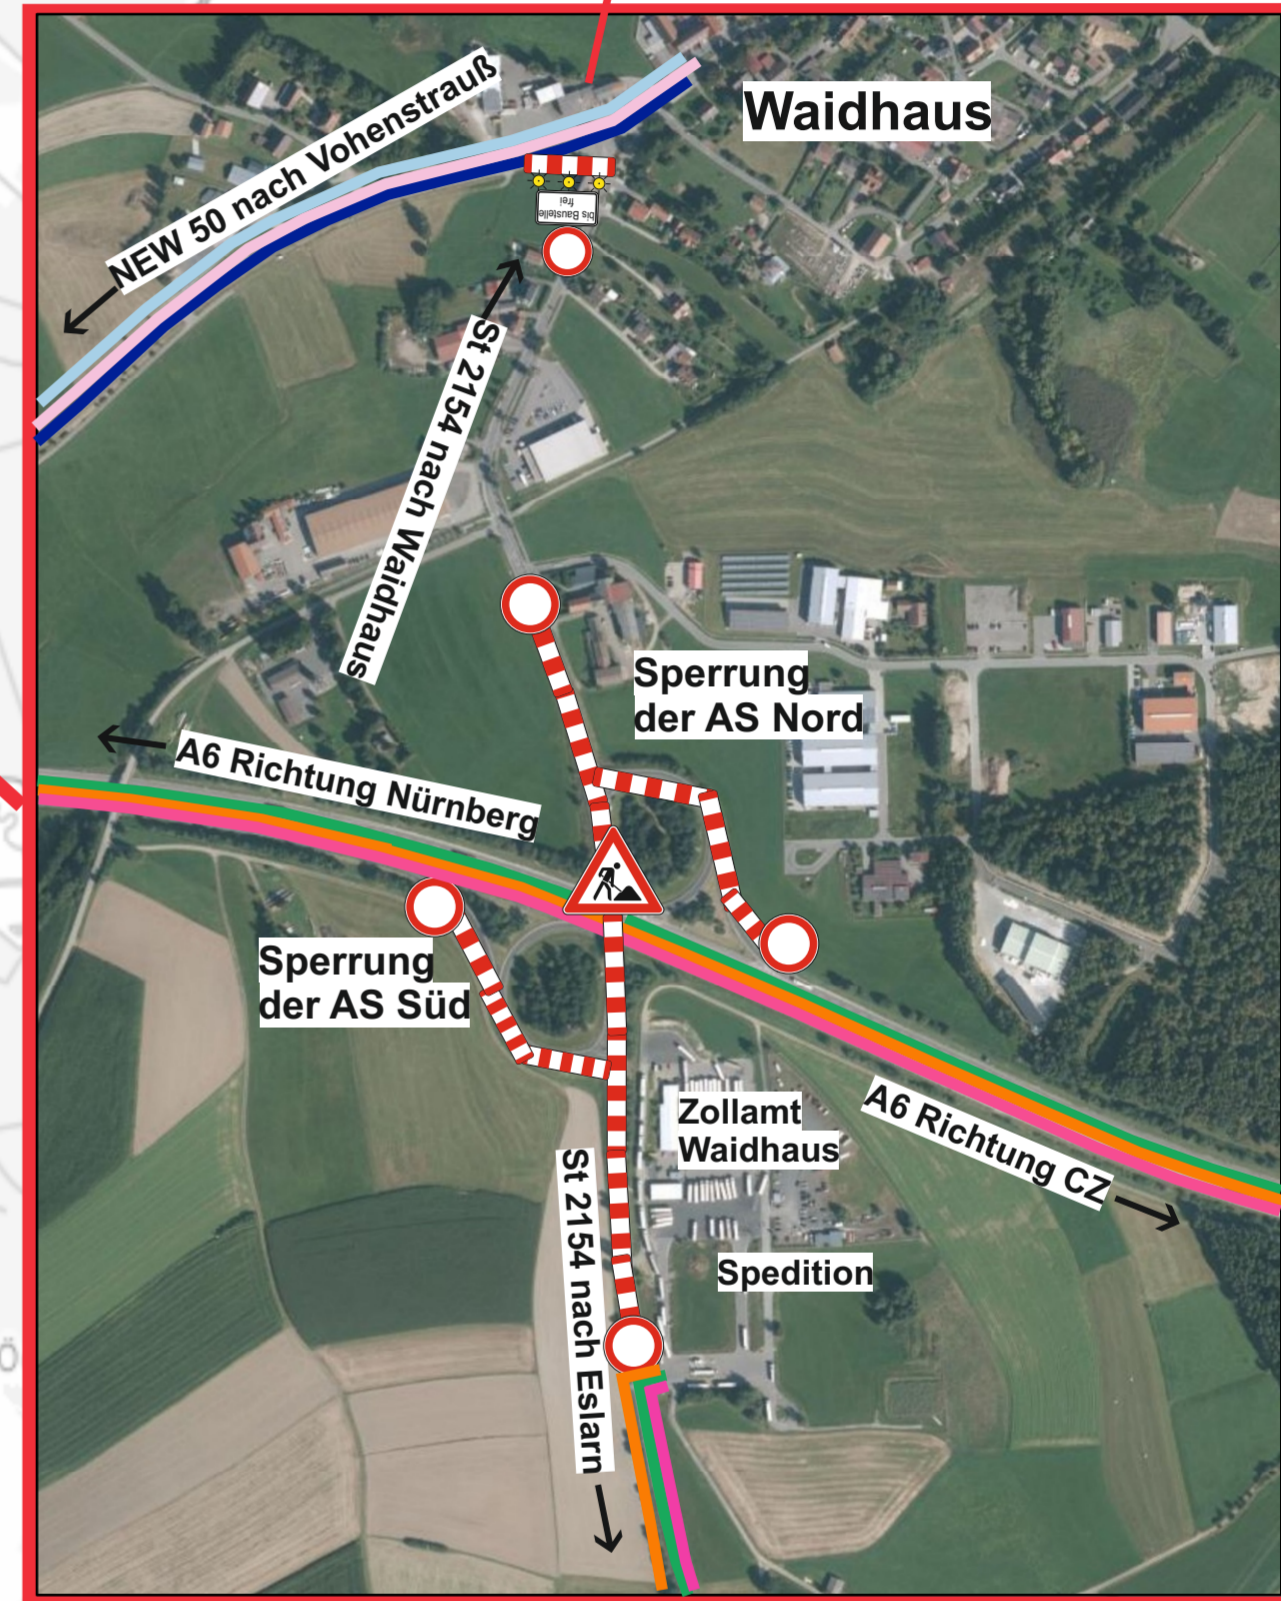 Waidhaus
NEW 50 nach Vohenstrauß
bis Baustelle
frei
St 2154 nach Waidhaus
Sperrung
der AS Nord
A6 Richtung Nürnberg
Sperrung
der AS Süd
Zollamt
Waidhaus
A6 Richtung CZ
St 2154 nach Eslarn
Spedition
Ö